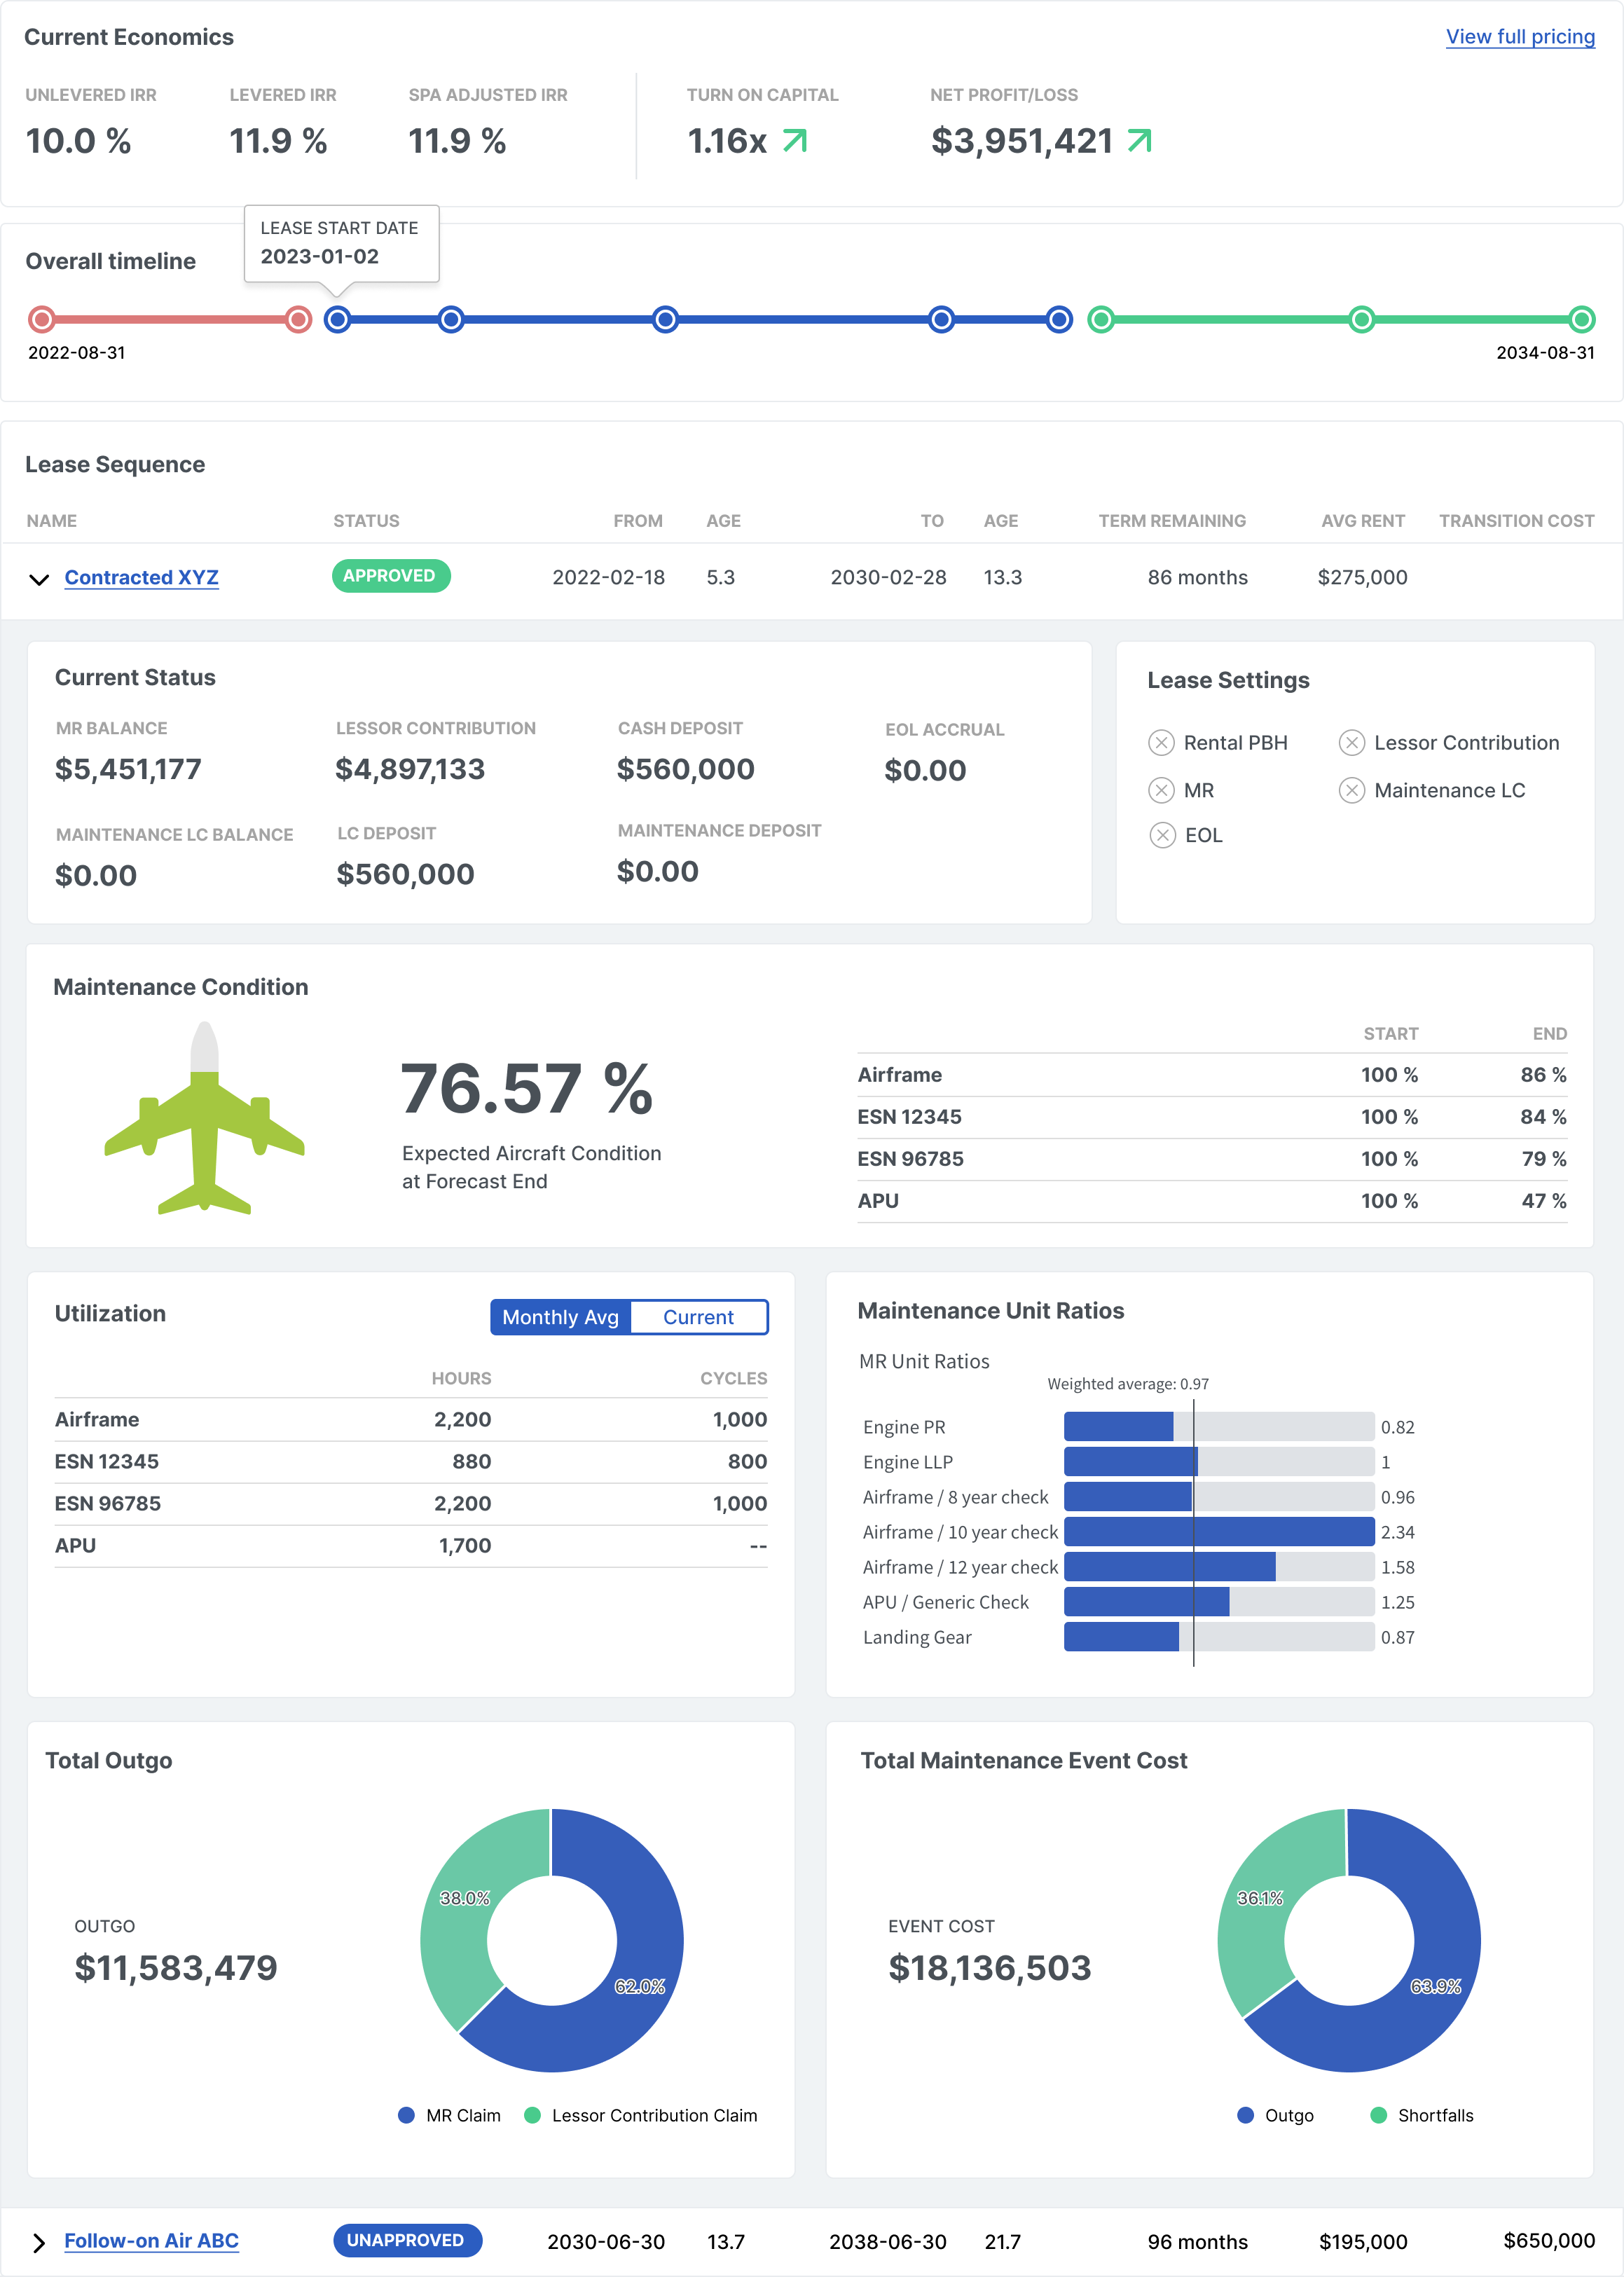 Current Economics
View full pricing
UNLEVERED IRR
LEVERED IRR
SPA ADJUSTED IRR
TURN ON CAPITAL
NET PROFIT/LOSS
10.0 %
11.9 %
11.9 %
1.16x
$3,951,421
LEASE START DATE
2023-01-02
Overall timeline
2022-08-31
2034-08-31
Lease Sequence
NAME STATUS FROM AGE TO AGE TERM REMAINING AVG RENT TRANSITION COST
Contracted XYZ APPROVED 2022-02-18 5.3 2030-02-28 13.3 86 months $275,000
Current Status
MR BALANCE LESSOR CONTRIBUTION CASH DEPOSIT EOL ACCRUAL
$5,451,177 $4,897,133 $560,000 $0.00
MAINTENANCE LC BALANCE LC DEPOSIT MAINTENANCE DEPOSIT
$0.00 $560,000 $0.00
Lease Settings
Rental PBH Lessor Contribution
MR Maintenance LC
EOL
Maintenance Condition
76.57 %
Expected Aircraft Condition
at Forecast End
START END
Airframe 100 % 86 %
ESN 12345 100 % 84 %
ESN 96785 100 % 79 %
APU 100 % 47 %
Utilization
Monthly Avg Current
HOURS CYCLES
Airframe 2,200 1,000
ESN 12345 880 800
ESN 96785 2,200 1,000
APU 1,700 --
Maintenance Unit Ratios
MR Unit Ratios
Weighted average: 0.97
Engine PR 0.82
Engine LLP 1
Airframe / 8 year check 0.96
Airframe / 10 year check 2.34
Airframe / 12 year check 1.58
APU / Generic Check 1.25
Landing Gear 0.87
Total Outgo
OUTGO
$11,583,479
38.0%
62.0%
MR Claim Lessor Contribution Claim
Total Maintenance Event Cost
EVENT COST
$18,136,503
36.1%
63.9%
Outgo Shortfalls
Follow-on Air ABC UNAPPROVED 2030-06-30 13.7 2038-06-30 21.7 96 months $195,000 $650,000